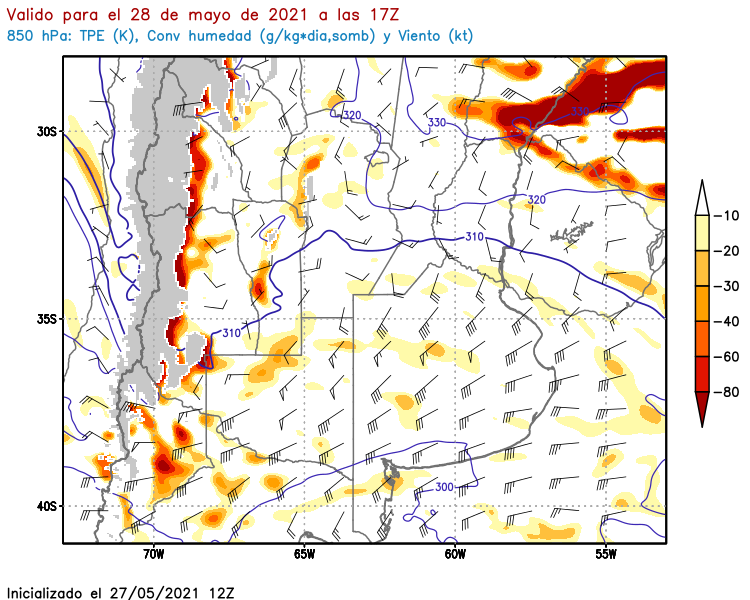 Valido para el 28 de mayo de 2021 a las 17Z
850 hPa: TPE (K), Conv humedad (g/kg*dia,somb) y Viento (kt)
320
330
330
30S
320
310
310
35S
300
40S
70W 65W 60W 55W
-10
-20
-30
-40
-60
-80
Inicializado el 27/05/2021 12Z